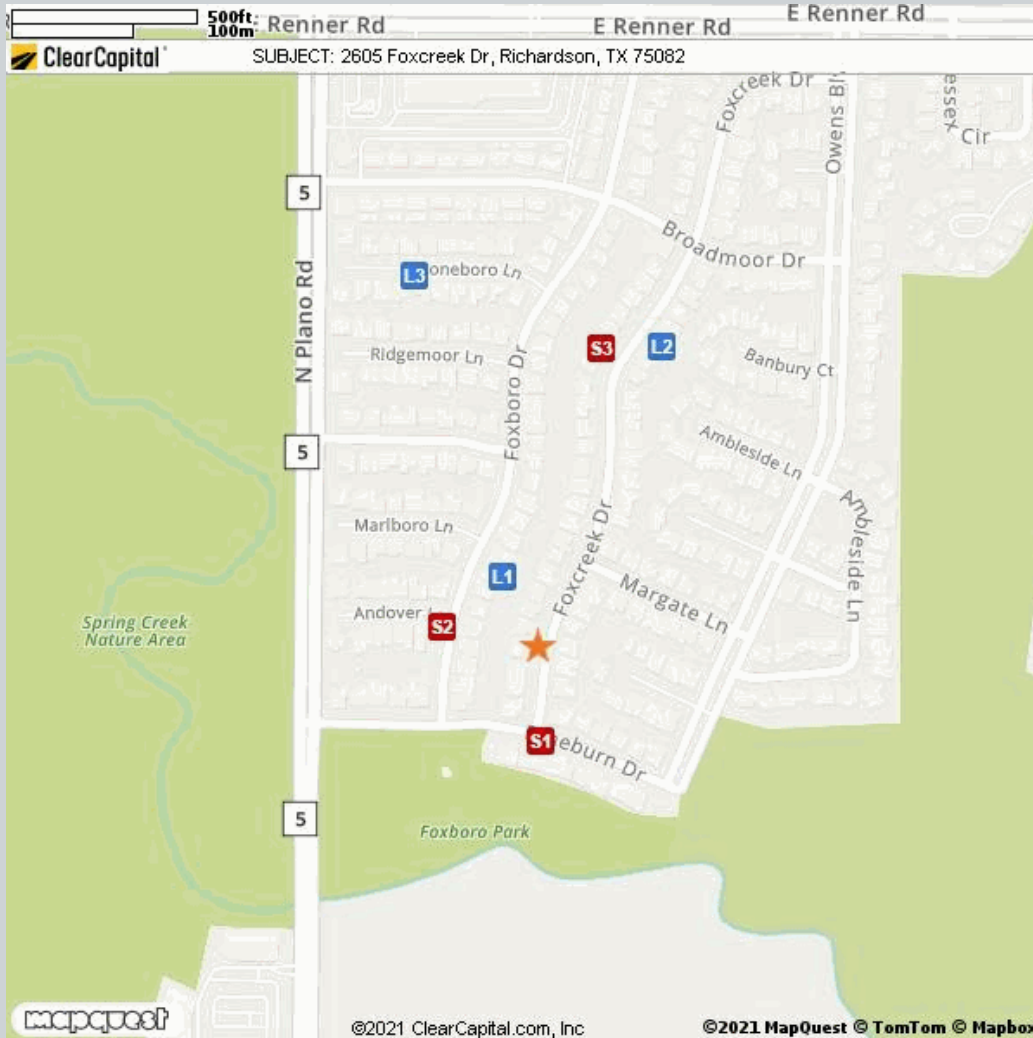 500ft
100m
Renner Rd
E Renner Rd
E Renner Rd
ClearCapital
SUBJECT: 2605 Foxcreek Dr, Richardson, TX 75082
Foxcreek Dr
Owens Bl
essex
Cir
5
Broadmoor Dr
N Plano Rd
L3
oneboro Ln
S3
L2
Ridgemoor Ln
Banbury Ct
Foxboro Dr
Ambleside Ln
5
Ambleside Ln
Marlboro Ln
Foxcreek Dr
L1
Margate Ln
Andover
S2
Spring Creek
Nature Area
S1
eburn Dr
5
Foxboro Park
mapquest
©2021 ClearCapital.com, Inc
©2021 MapQuest © TomTom © Mapbox